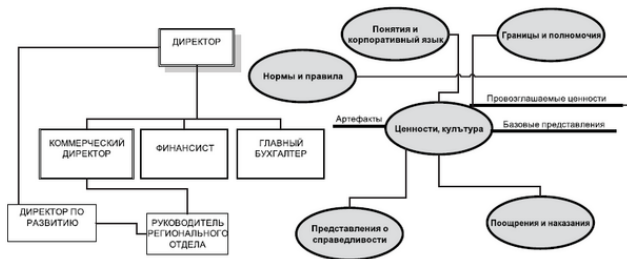 ДИРЕКТОР
КОММЕРЧЕСКИЙ
ДИРЕКТОР
ФИНАНСИСТ
ГЛАВНЫЙ
БУХГАЛТЕР
ДИРЕКТОР ПО
РАЗВИТИЮ
РУКОВОДИТЕЛЬ
РЕГИОНАЛЬНОГО
ОТДЕЛА
Понятия и
корпоративный язык
Границы и полномочия
Нормы и правила
Провозглашаемые ценности
Артефакты
Ценности, культура
Базовые представления
Представления о
справедливости
Поощрения и наказания